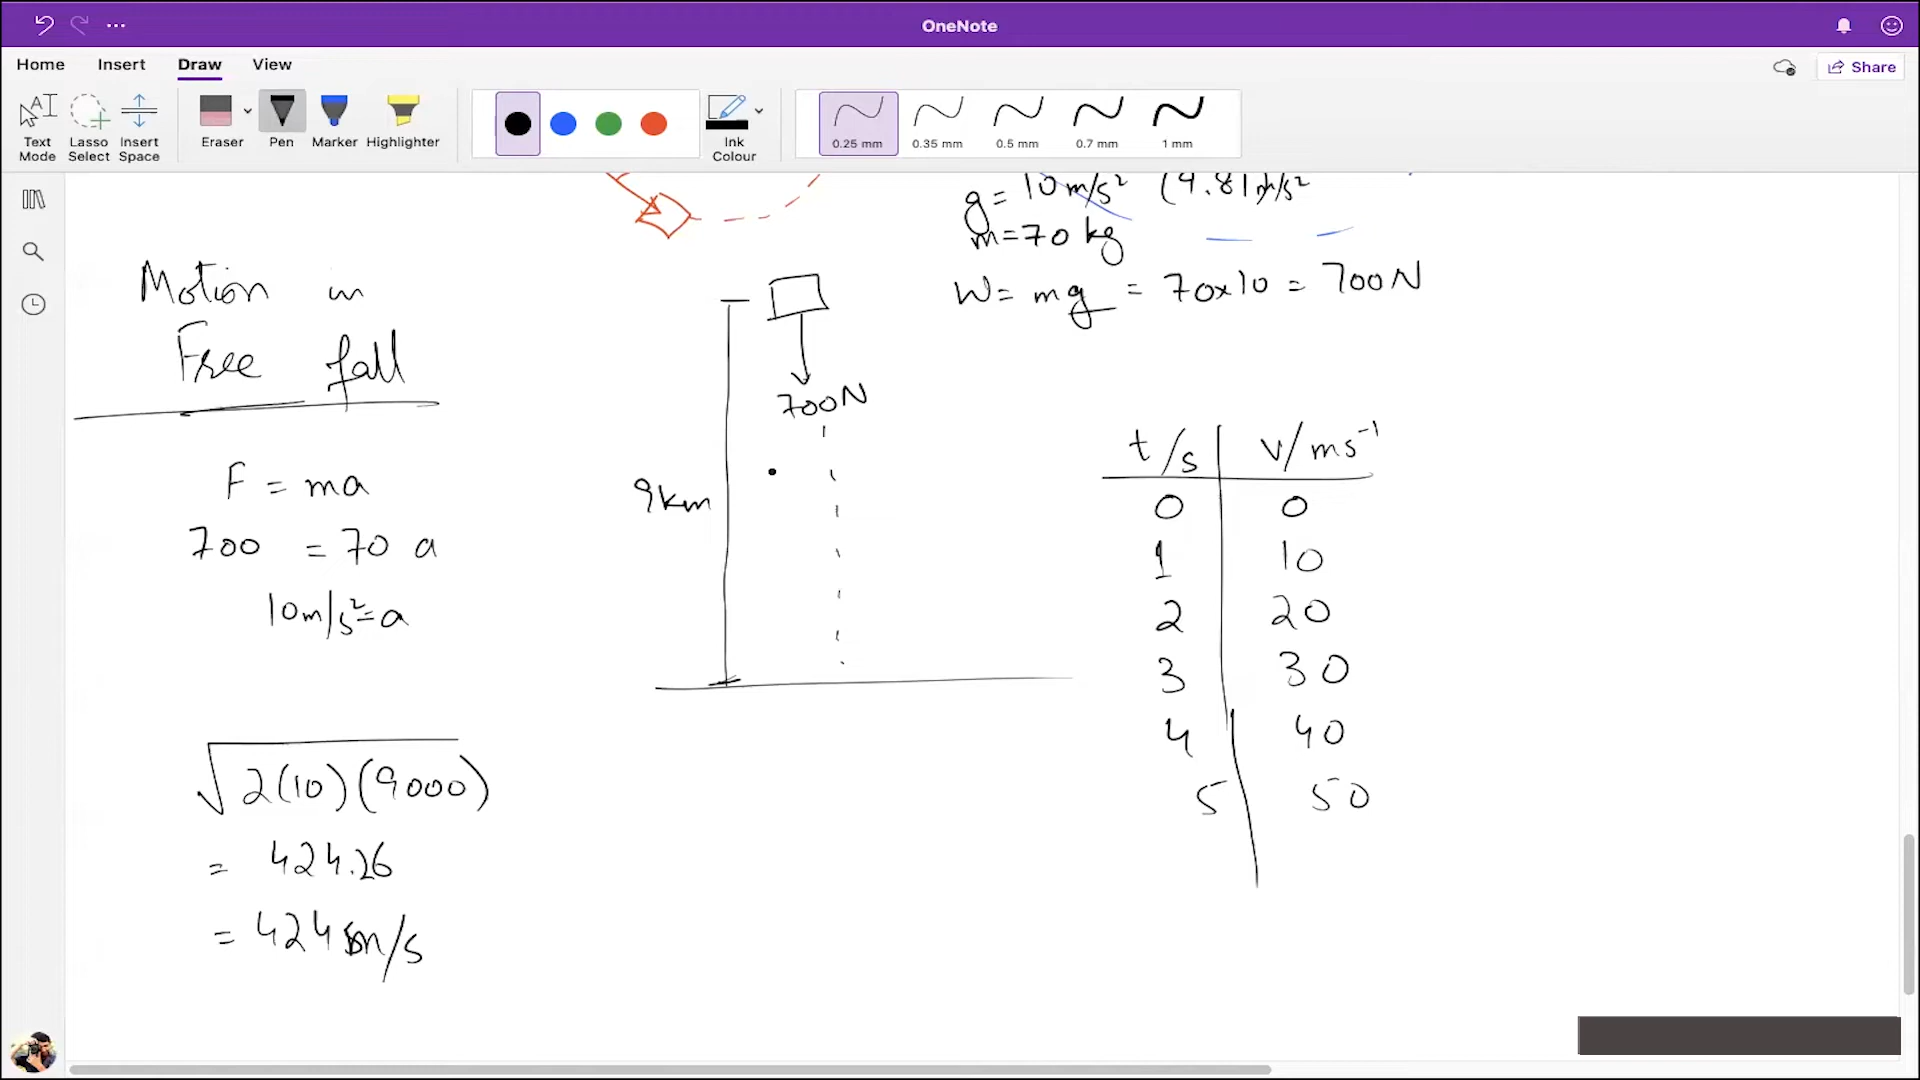 OneNote
Home Insert Draw View
Share
Text Mode
Lasso Select
Insert Space
Eraser
Pen
Marker
Highlighter
Ink Colour
0.25 mm
0.35 mm
0.5 mm
0.7 mm
1 mm
g = 10 m/s² (9.81 m/s²
m = 70 kg
W = mg = 70x10 = 700N
Motion in
Free fall
F = ma
700 = 70 a
10m/s² = a
√2(10)(9000)
= 424.26
= 424 m/s
700N
9km
t/s v/ms⁻¹
0 0
1 10
2 20
3 30
4 40
5 50